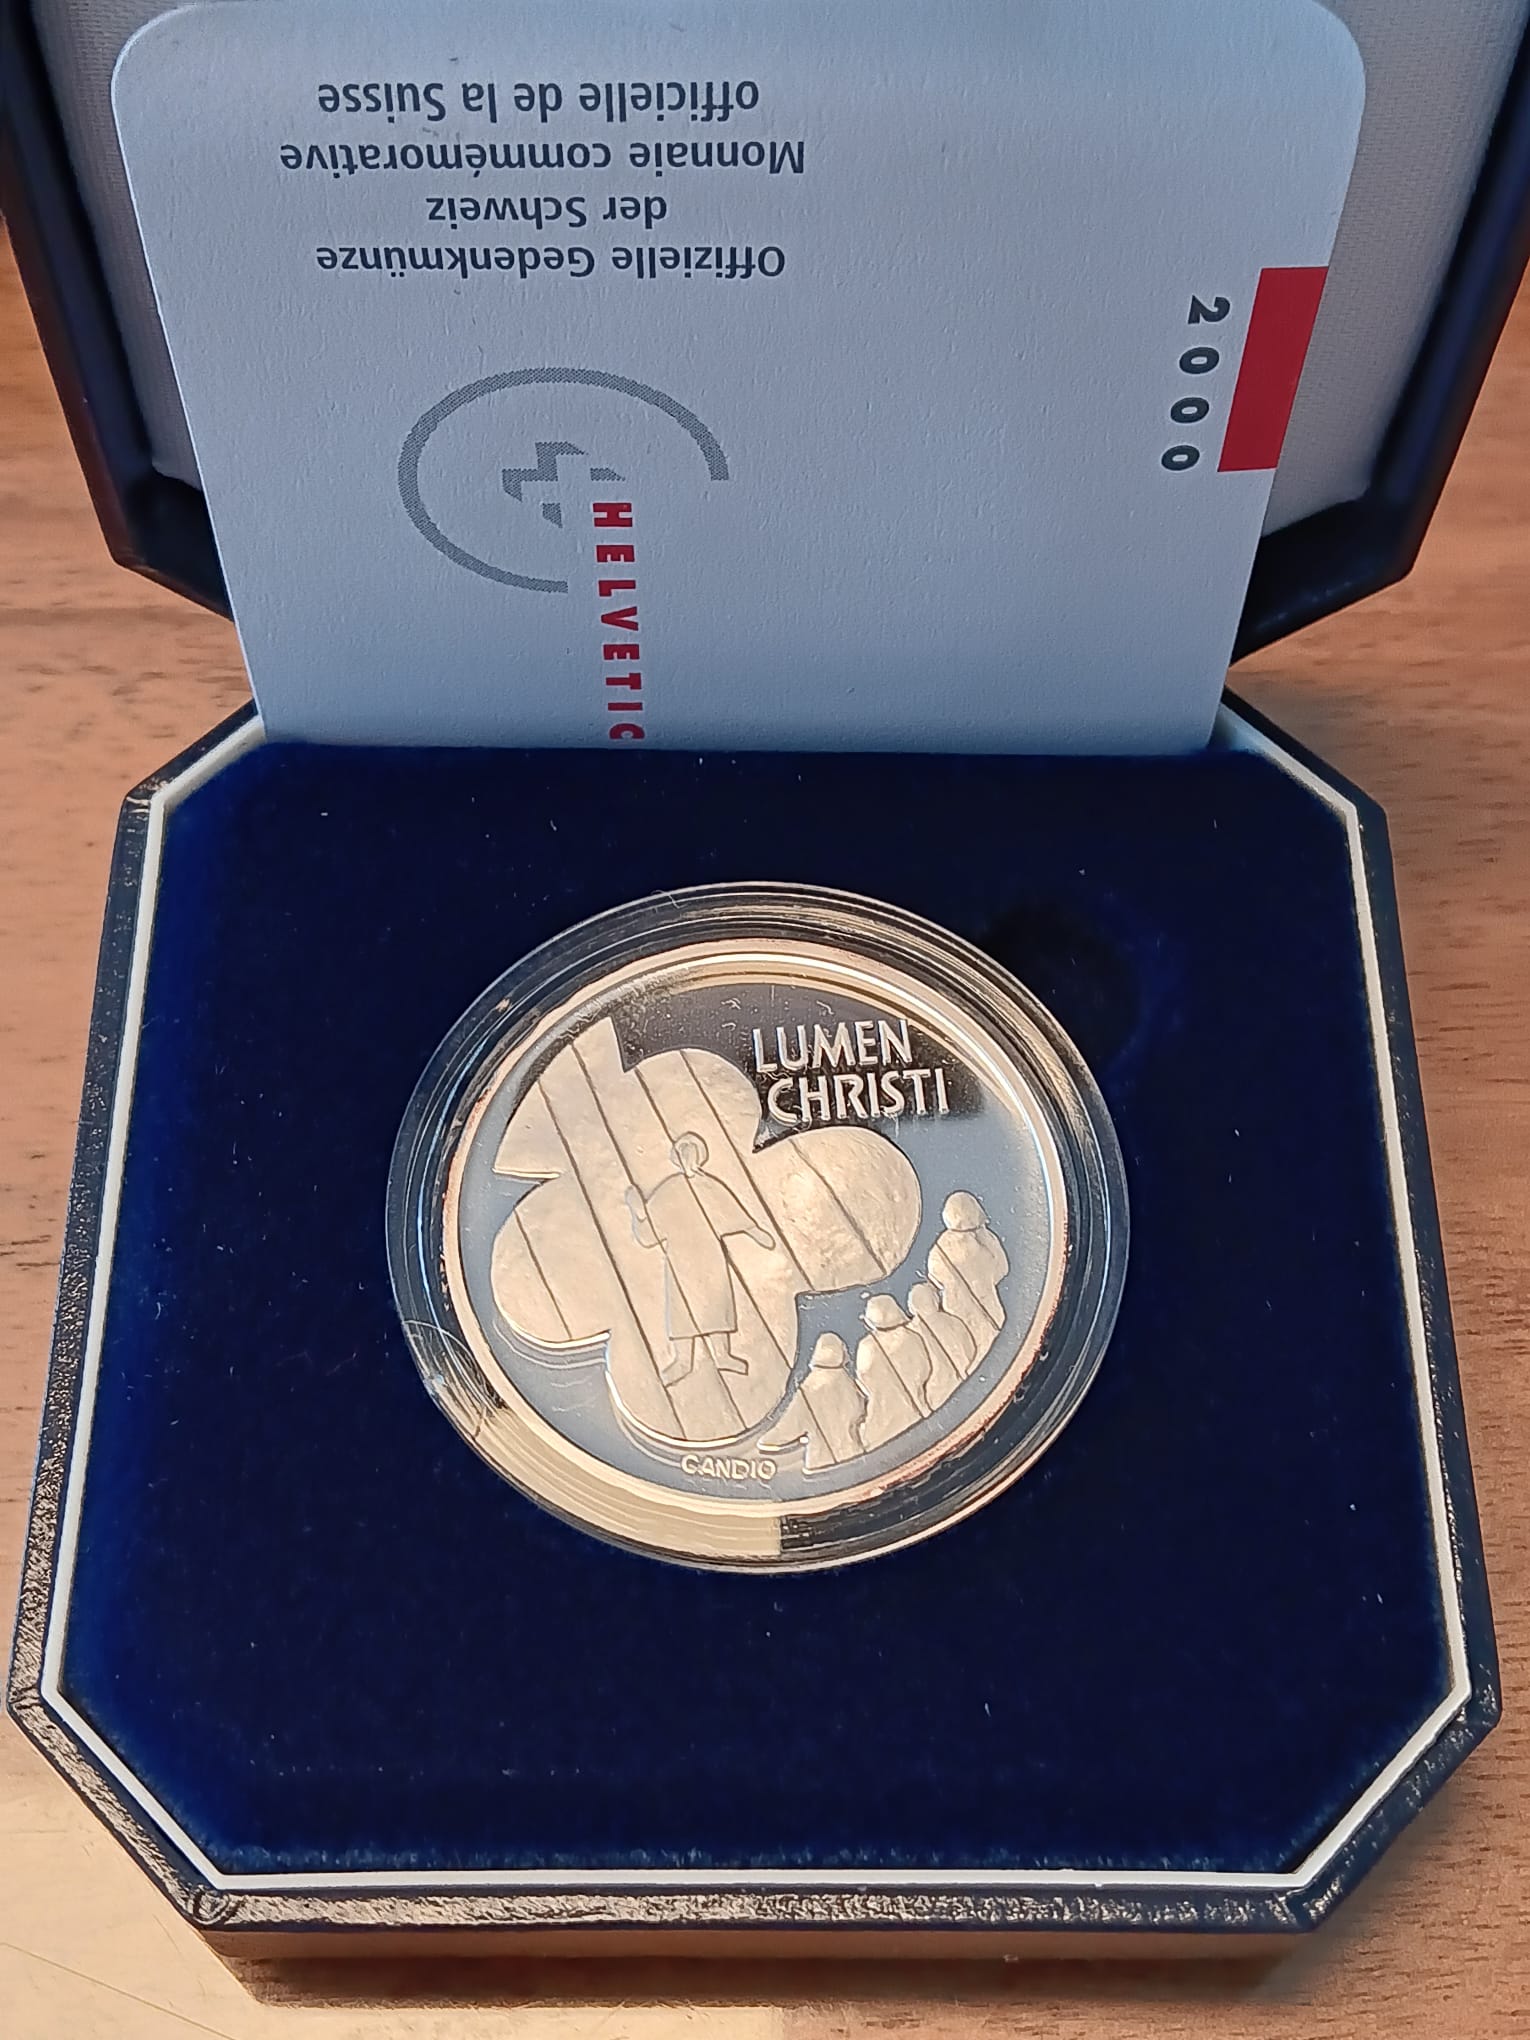 Offizielle Gedenkmünze
der Schweiz
Monnaie commémorative
officielle de la Suisse
2000
HELVETIC
LUMEN
CHRISTI
CANDIO